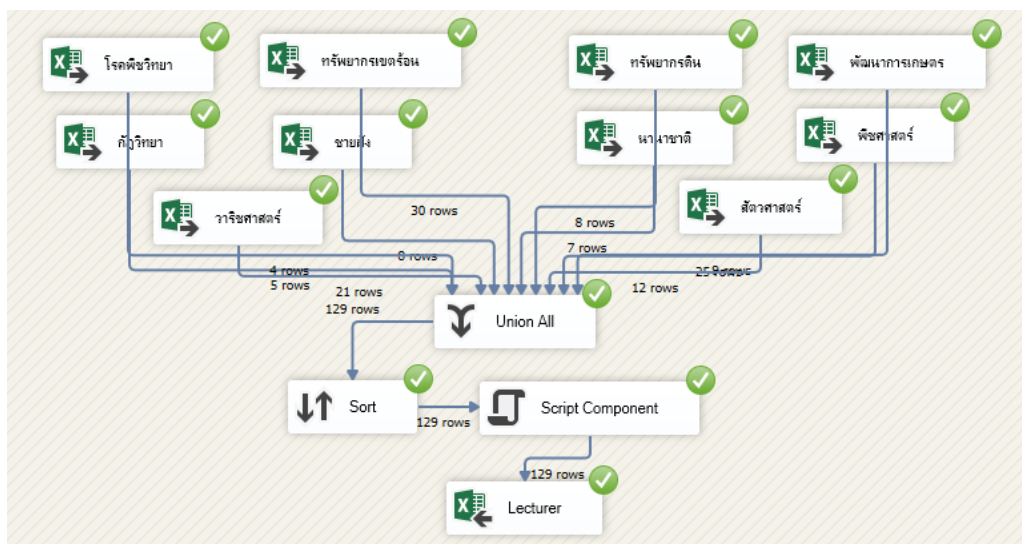 โรคพืชวิทยา
ทรัพยากรเขตร้อน
ทรัพยากรดิน
พัฒนาการเกษตร
กีฏวิทยา
ชายฝั่ง
นานาชาติ
พืชศาสตร์
วาริชศาสตร์
สัตวศาสตร์
30 rows
8 rows
8 rows
7 rows
4 rows
5 rows
21 rows
12 rows
129 rows
Union All
Sort
129 rows
Script Component
129 rows
Lecturer